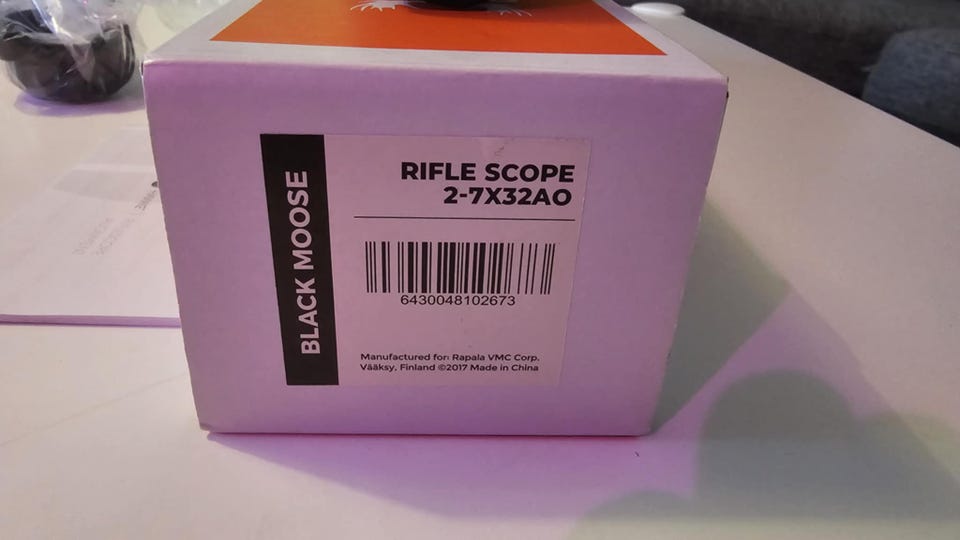 BLACK MOOSE
RIFLE SCOPE
2-7X32AO
6430048102673
Manufactured for: Rapala VMC Corp.
Vääksy, Finland ©2017 Made in China